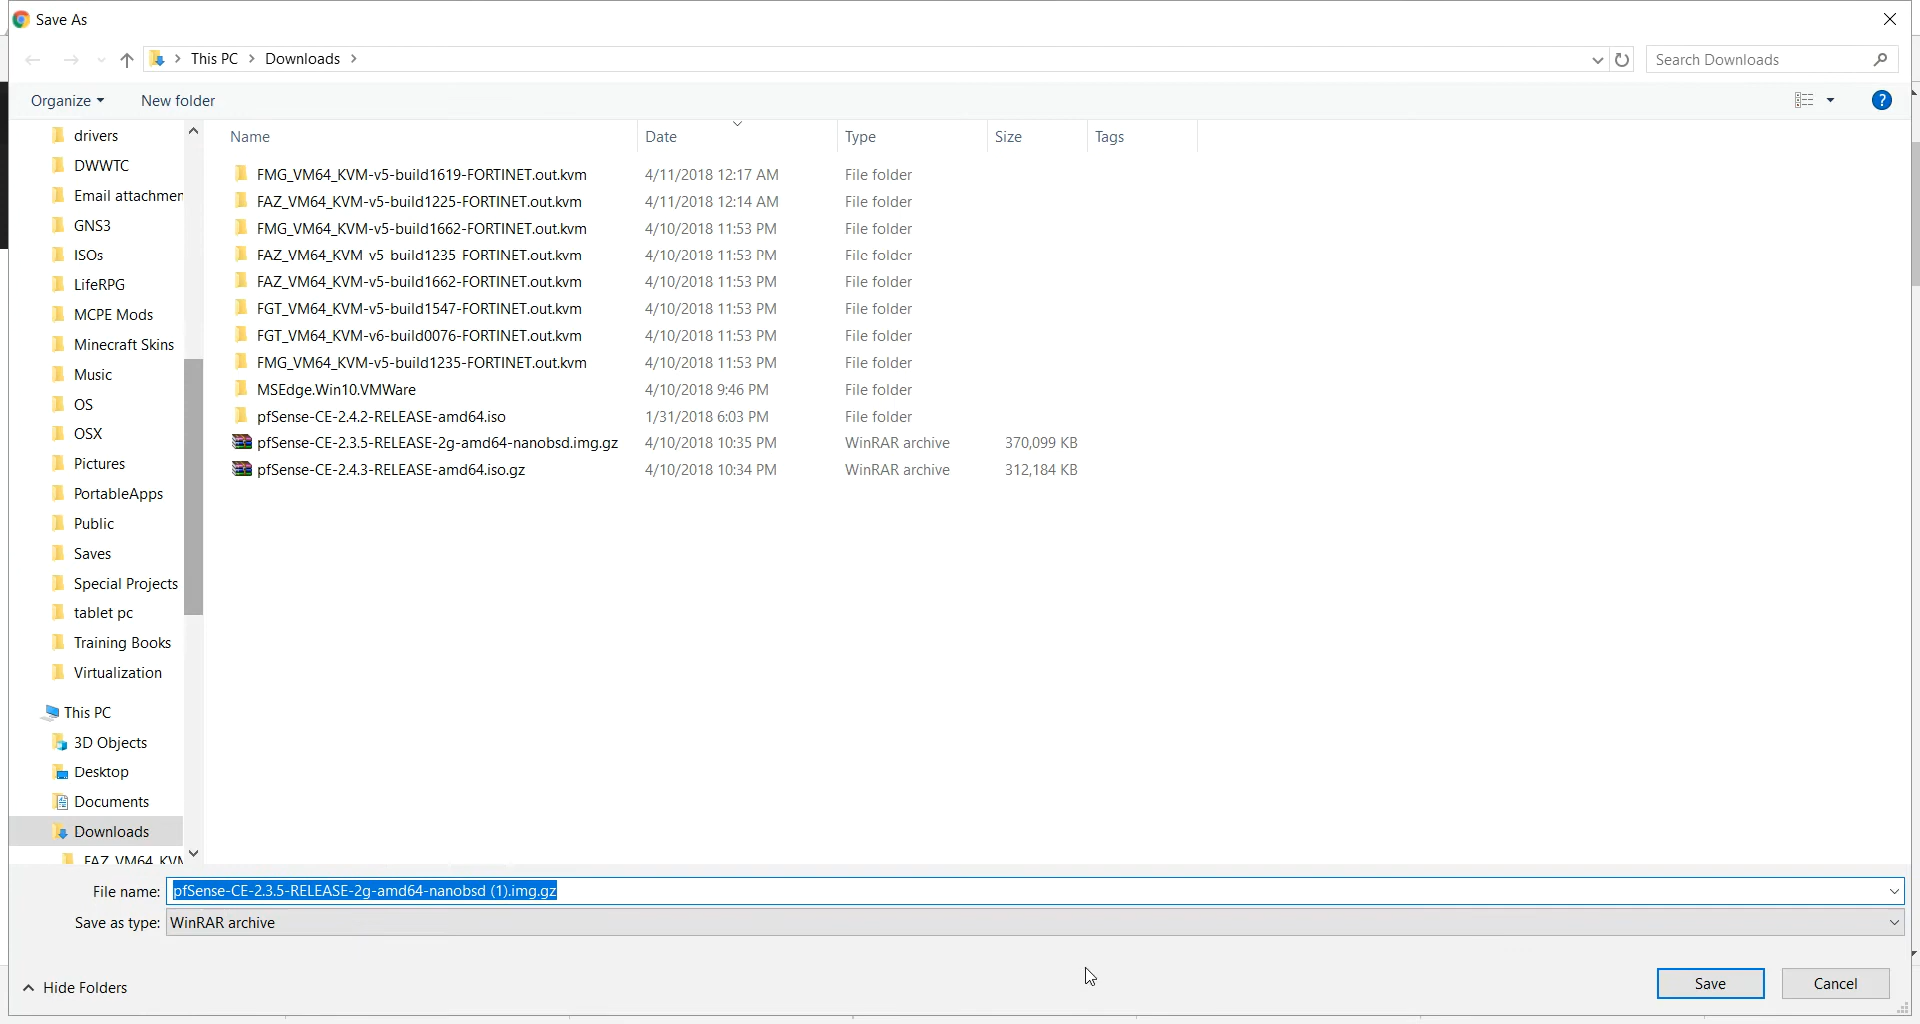 Save As
This PC > Downloads >
Search Downloads
Organize
New folder
?
drivers
DWWTC
Email attachmen
GNS3
ISOs
LifeRPG
MCPE Mods
Minecraft Skins
Music
OS
OSX
Pictures
PortableApps
Public
Saves
Special Projects
tablet pc
Training Books
Virtualization
This PC
3D Objects
Desktop
Documents
Downloads
FAZ_VM64_KVM
Name Date Type Size Tags
FMG_VM64_KVM-v5-build1619-FORTINET.out.kvm 4/11/2018 12:17 AM File folder
FAZ_VM64_KVM-v5-build1225-FORTINET.out.kvm 4/11/2018 12:14 AM File folder
FMG_VM64_KVM-v5-build1662-FORTINET.out.kvm 4/10/2018 11:53 PM File folder
FAZ_VM64_KVM-v5-build1235-FORTINET.out.kvm 4/10/2018 11:53 PM File folder
FAZ_VM64_KVM-v5-build1662-FORTINET.out.kvm 4/10/2018 11:53 PM File folder
FGT_VM64_KVM-v5-build1547-FORTINET.out.kvm 4/10/2018 11:53 PM File folder
FGT_VM64_KVM-v6-build0076-FORTINET.out.kvm 4/10/2018 11:53 PM File folder
FMG_VM64_KVM-v5-build1235-FORTINET.out.kvm 4/10/2018 11:53 PM File folder
MSEdge.Win10.VMWare 4/10/2018 9:46 PM File folder
pfSense-CE-2.4.2-RELEASE-amd64.iso 1/31/2018 6:03 PM File folder
pfSense-CE-2.3.5-RELEASE-2g-amd64-nanobsd.img.gz 4/10/2018 10:35 PM WinRAR archive 370,099 KB
pfSense-CE-2.4.3-RELEASE-amd64.iso.gz 4/10/2018 10:34 PM WinRAR archive 312,184 KB
File name: pfSense-CE-2.3.5-RELEASE-2g-amd64-nanobsd (1).img.gz
Save as type: WinRAR archive
Hide Folders
Save
Cancel